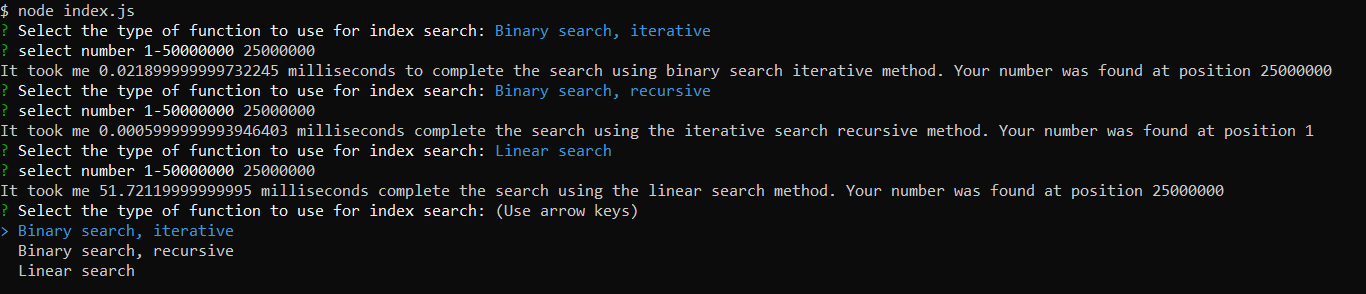 $ node index.js
? Select the type of function to use for index search: Binary search, iterative
? select number 1-50000000 25000000
It took me 0.021899999999732245 milliseconds to complete the search using binary search iterative method. Your number was found at position 25000000
? Select the type of function to use for index search: Binary search, recursive
? select number 1-50000000 25000000
It took me 0.0005999999993946403 milliseconds complete the search using the iterative search recursive method. Your number was found at position 1
? Select the type of function to use for index search: Linear search
? select number 1-50000000 25000000
It took me 51.72119999999995 milliseconds complete the search using the linear search method. Your number was found at position 25000000
? Select the type of function to use for index search: (Use arrow keys)
> Binary search, iterative
  Binary search, recursive
  Linear search